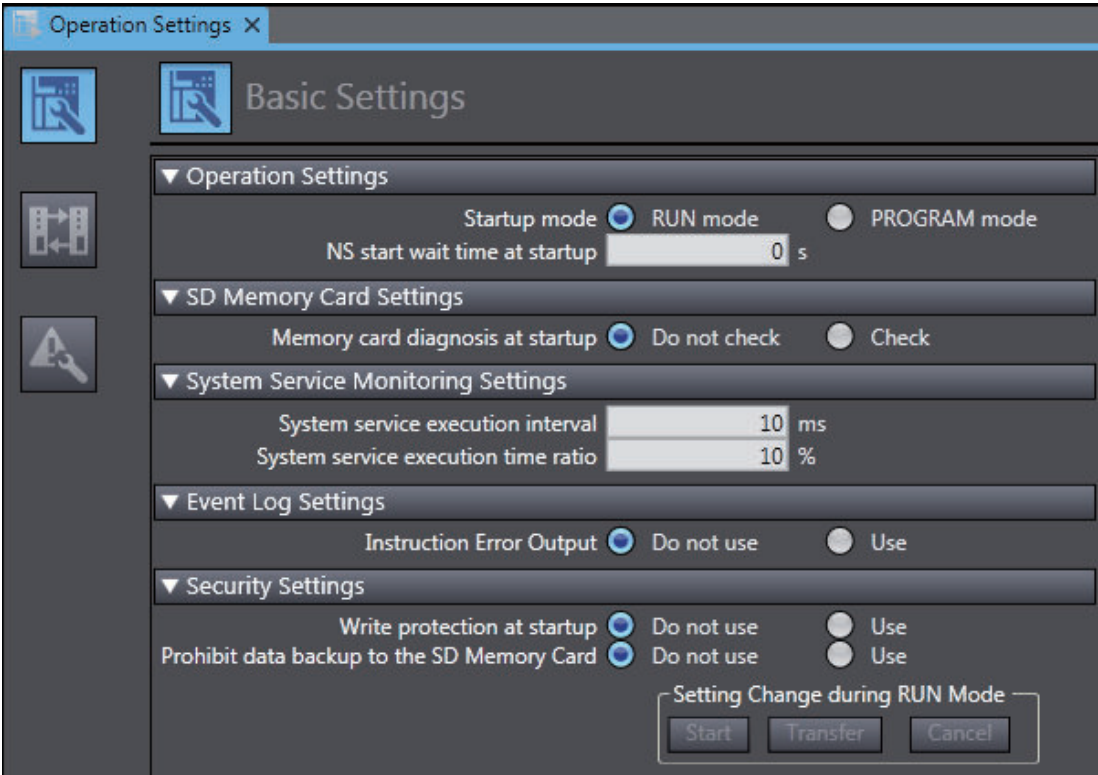 Operation Settings
Basic Settings
Operation Settings
Startup mode RUN mode PROGRAM mode
NS start wait time at startup 0 s
SD Memory Card Settings
Memory card diagnosis at startup Do not check Check
System Service Monitoring Settings
System service execution interval 10 ms
System service execution time ratio 10 %
Event Log Settings
Instruction Error Output Do not use Use
Security Settings
Write protection at startup Do not use Use
Prohibit data backup to the SD Memory Card Do not use Use
Setting Change during RUN Mode
Start Transfer Cancel